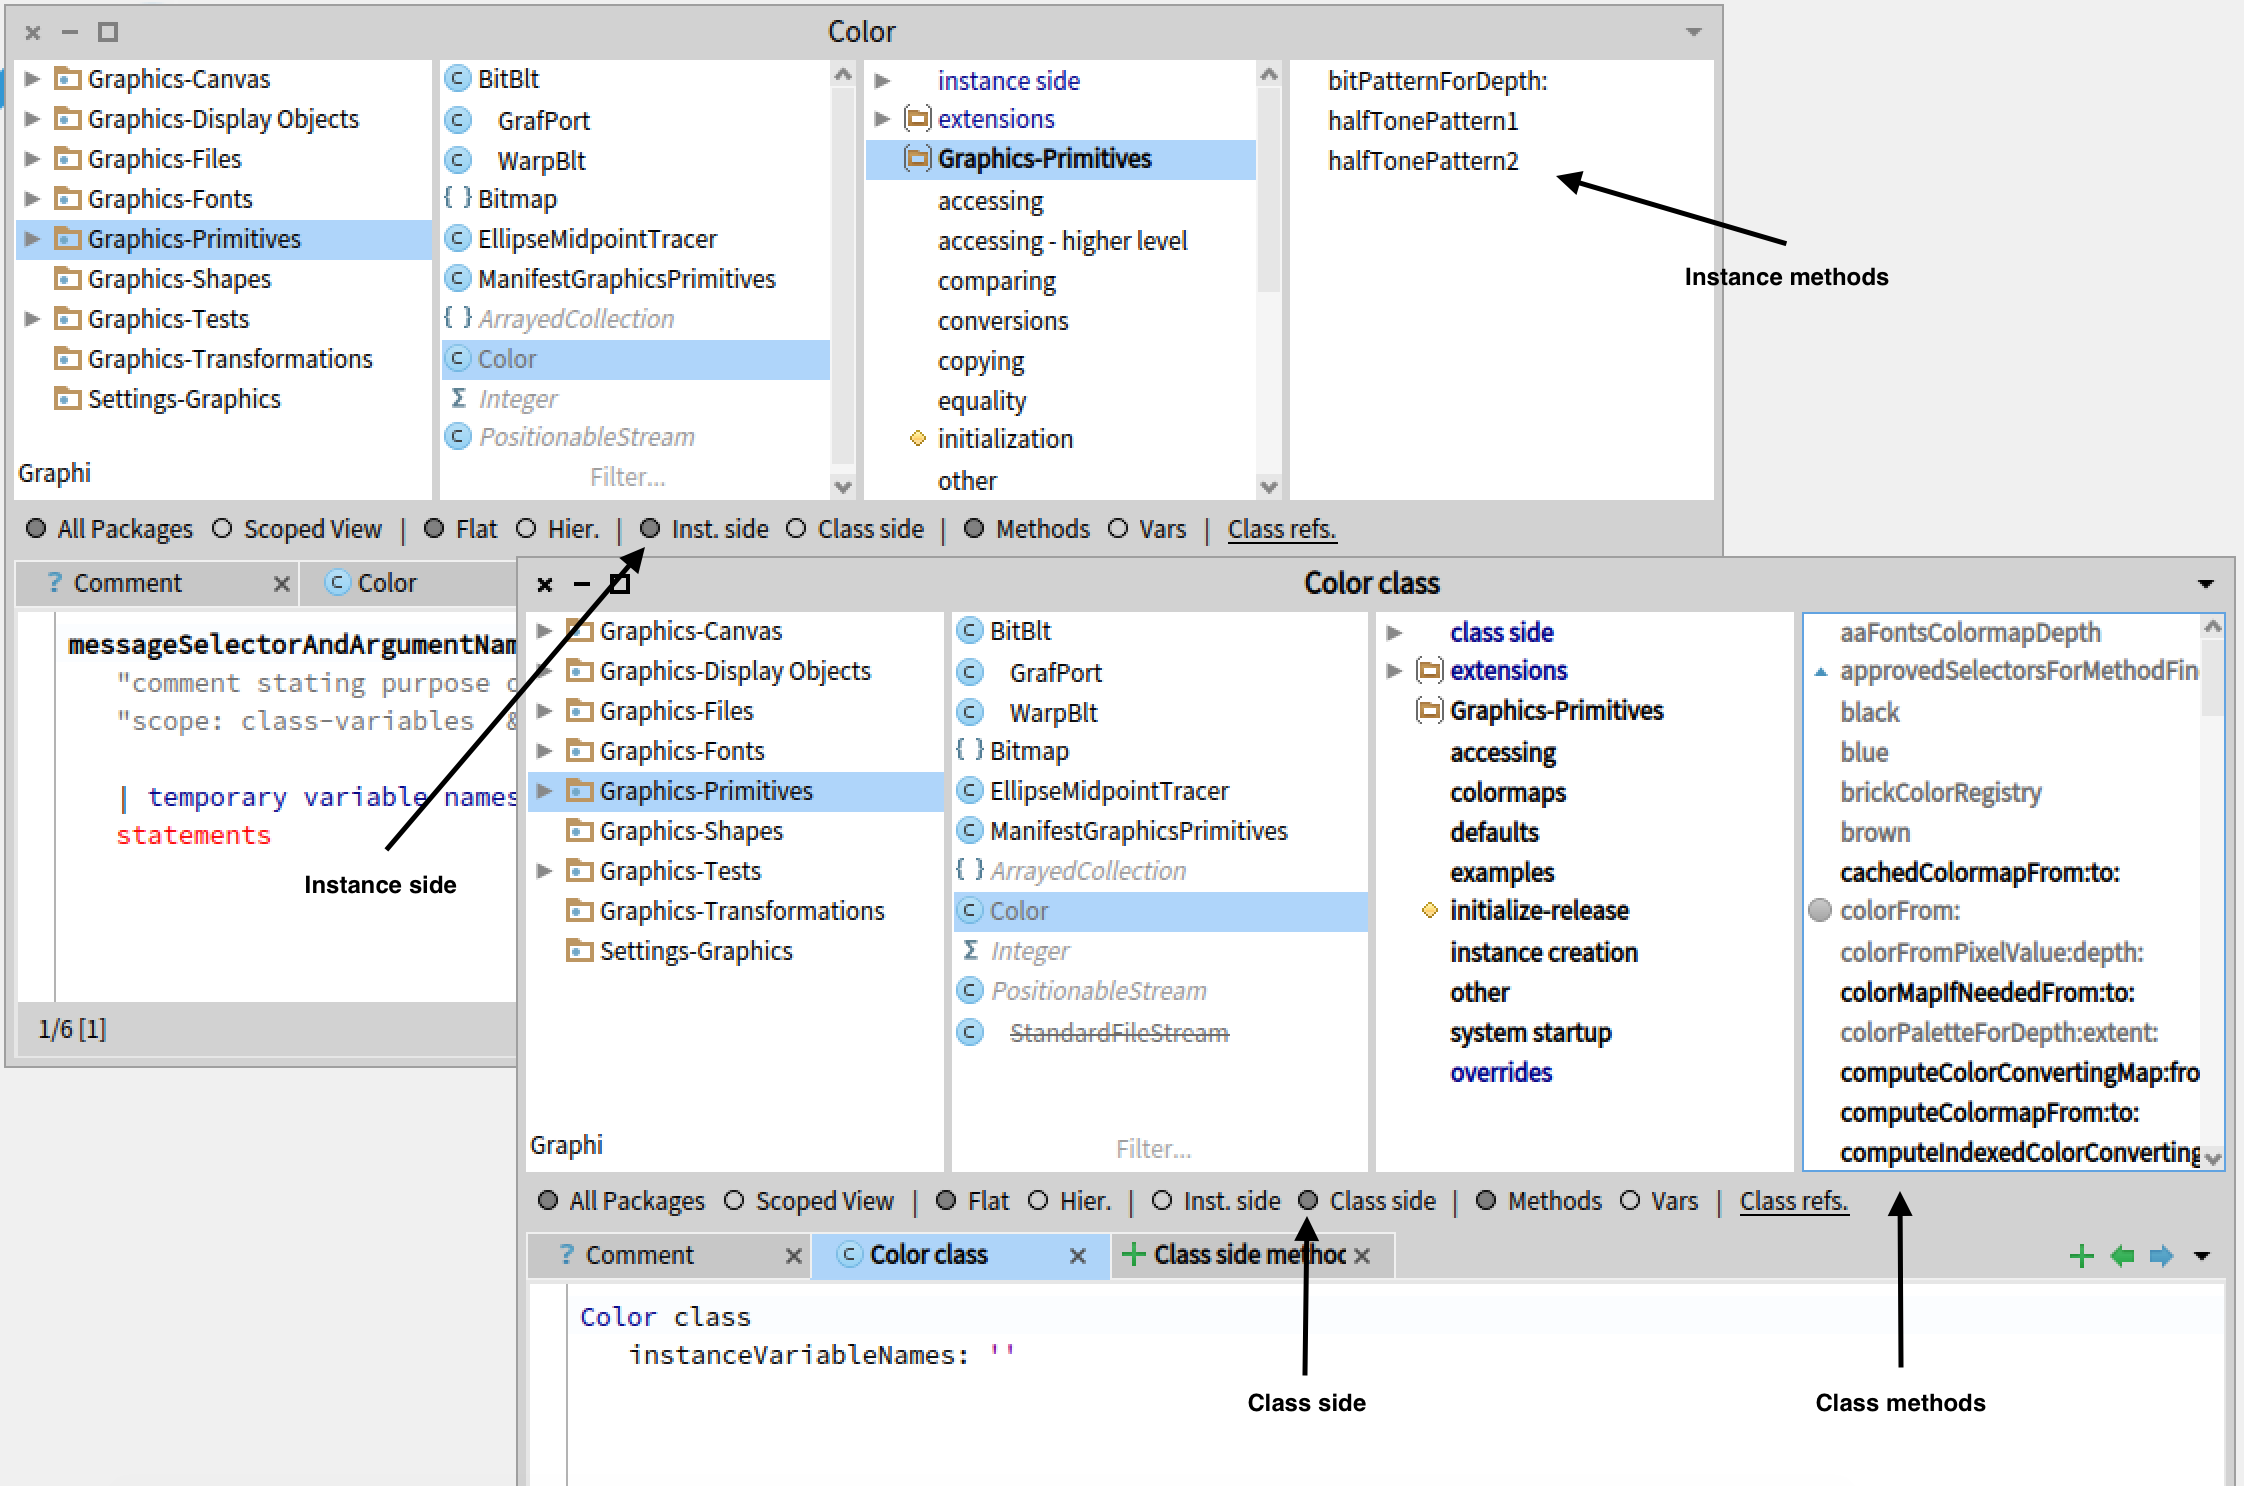 Color
Graphics-Canvas
Graphics-Display Objects
Graphics-Files
Graphics-Fonts
Graphics-Primitives
Graphics-Shapes
Graphics-Tests
Graphics-Transformations
Settings-Graphics
Graphi
BitBlt
GrafPort
WarpBlt
Bitmap
EllipseMidpointTracer
ManifestGraphicsPrimitives
ArrayedCollection
Color
Integer
PositionableStream
Filter...
instance side
extensions
Graphics-Primitives
accessing
accessing - higher level
comparing
conversions
copying
equality
initialization
other
bitPatternForDepth:
halfTonePattern1
halfTonePattern2
Instance methods
All Packages Scoped View | Flat Hier. | Inst. side Class side | Methods Vars | Class refs.
? Comment Color
messageSelectorAndArgumentNam
"comment stating purpose
"scope: class-variables &
| temporary variable names
statements
Instance side
1/6 [1]
Color class
Graphics-Canvas
Graphics-Display Objects
Graphics-Files
Graphics-Fonts
Graphics-Primitives
Graphics-Shapes
Graphics-Tests
Graphics-Transformations
Settings-Graphics
Graphi
BitBlt
GrafPort
WarpBlt
Bitmap
EllipseMidpointTracer
ManifestGraphicsPrimitives
ArrayedCollection
Color
Integer
PositionableStream
StandardFileStream
Filter...
class side
extensions
Graphics-Primitives
accessing
colormaps
defaults
examples
initialize-release
instance creation
other
system startup
overrides
aaFontsColormapDepth
approvedSelectorsForMethodFin
black
blue
brickColorRegistry
brown
cachedColormapFrom:to:
colorFrom:
colorFromPixelValue:depth:
colorMapIfNeededFrom:to:
colorPaletteForDepth:extent:
computeColorConvertingMap:fro
computeColormapFrom:to:
computeIndexedColorConverting
All Packages Scoped View | Flat Hier. | Inst. side Class side | Methods Vars | Class refs.
? Comment Color class Class side method
Color class
instanceVariableNames: ''
Class side
Class methods